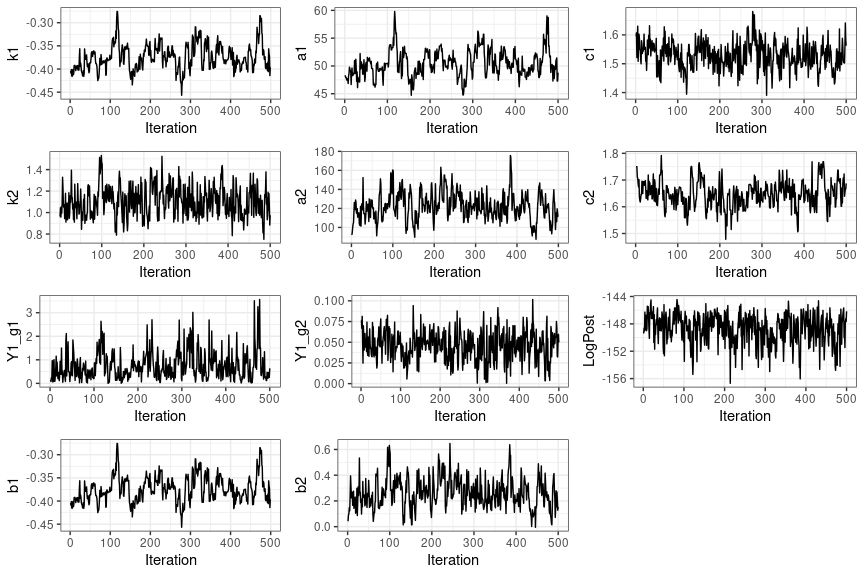 k1
-0.30
-0.35
-0.40
-0.45
0 100 200 300 400 500
Iteration
a1
60
55
50
45
0 100 200 300 400 500
Iteration
c1
1.6
1.5
1.4
0 100 200 300 400 500
Iteration
k2
1.4
1.2
1.0
0.8
0 100 200 300 400 500
Iteration
a2
180
160
140
120
100
0 100 200 300 400 500
Iteration
c2
1.8
1.7
1.6
1.5
0 100 200 300 400 500
Iteration
Y1_g1
3
2
1
0
0 100 200 300 400 500
Iteration
Y1_g2
0.100
0.075
0.050
0.025
0.000
0 100 200 300 400 500
Iteration
LogPost
-144
-148
-152
-156
0 100 200 300 400 500
Iteration
b1
-0.30
-0.35
-0.40
-0.45
0 100 200 300 400 500
Iteration
b2
0.6
0.4
0.2
0.0
0 100 200 300 400 500
Iteration